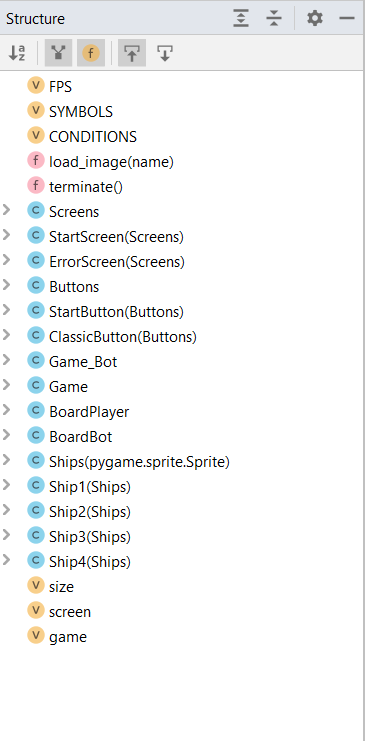 Structure
FPS
SYMBOLS
CONDITIONS
load_image(name)
terminate()
Screens
StartScreen(Screens)
ErrorScreen(Screens)
Buttons
StartButton(Buttons)
ClassicButton(Buttons)
Game_Bot
Game
BoardPlayer
BoardBot
Ships(pygame.sprite.Sprite)
Ship1(Ships)
Ship2(Ships)
Ship3(Ships)
Ship4(Ships)
size
screen
game